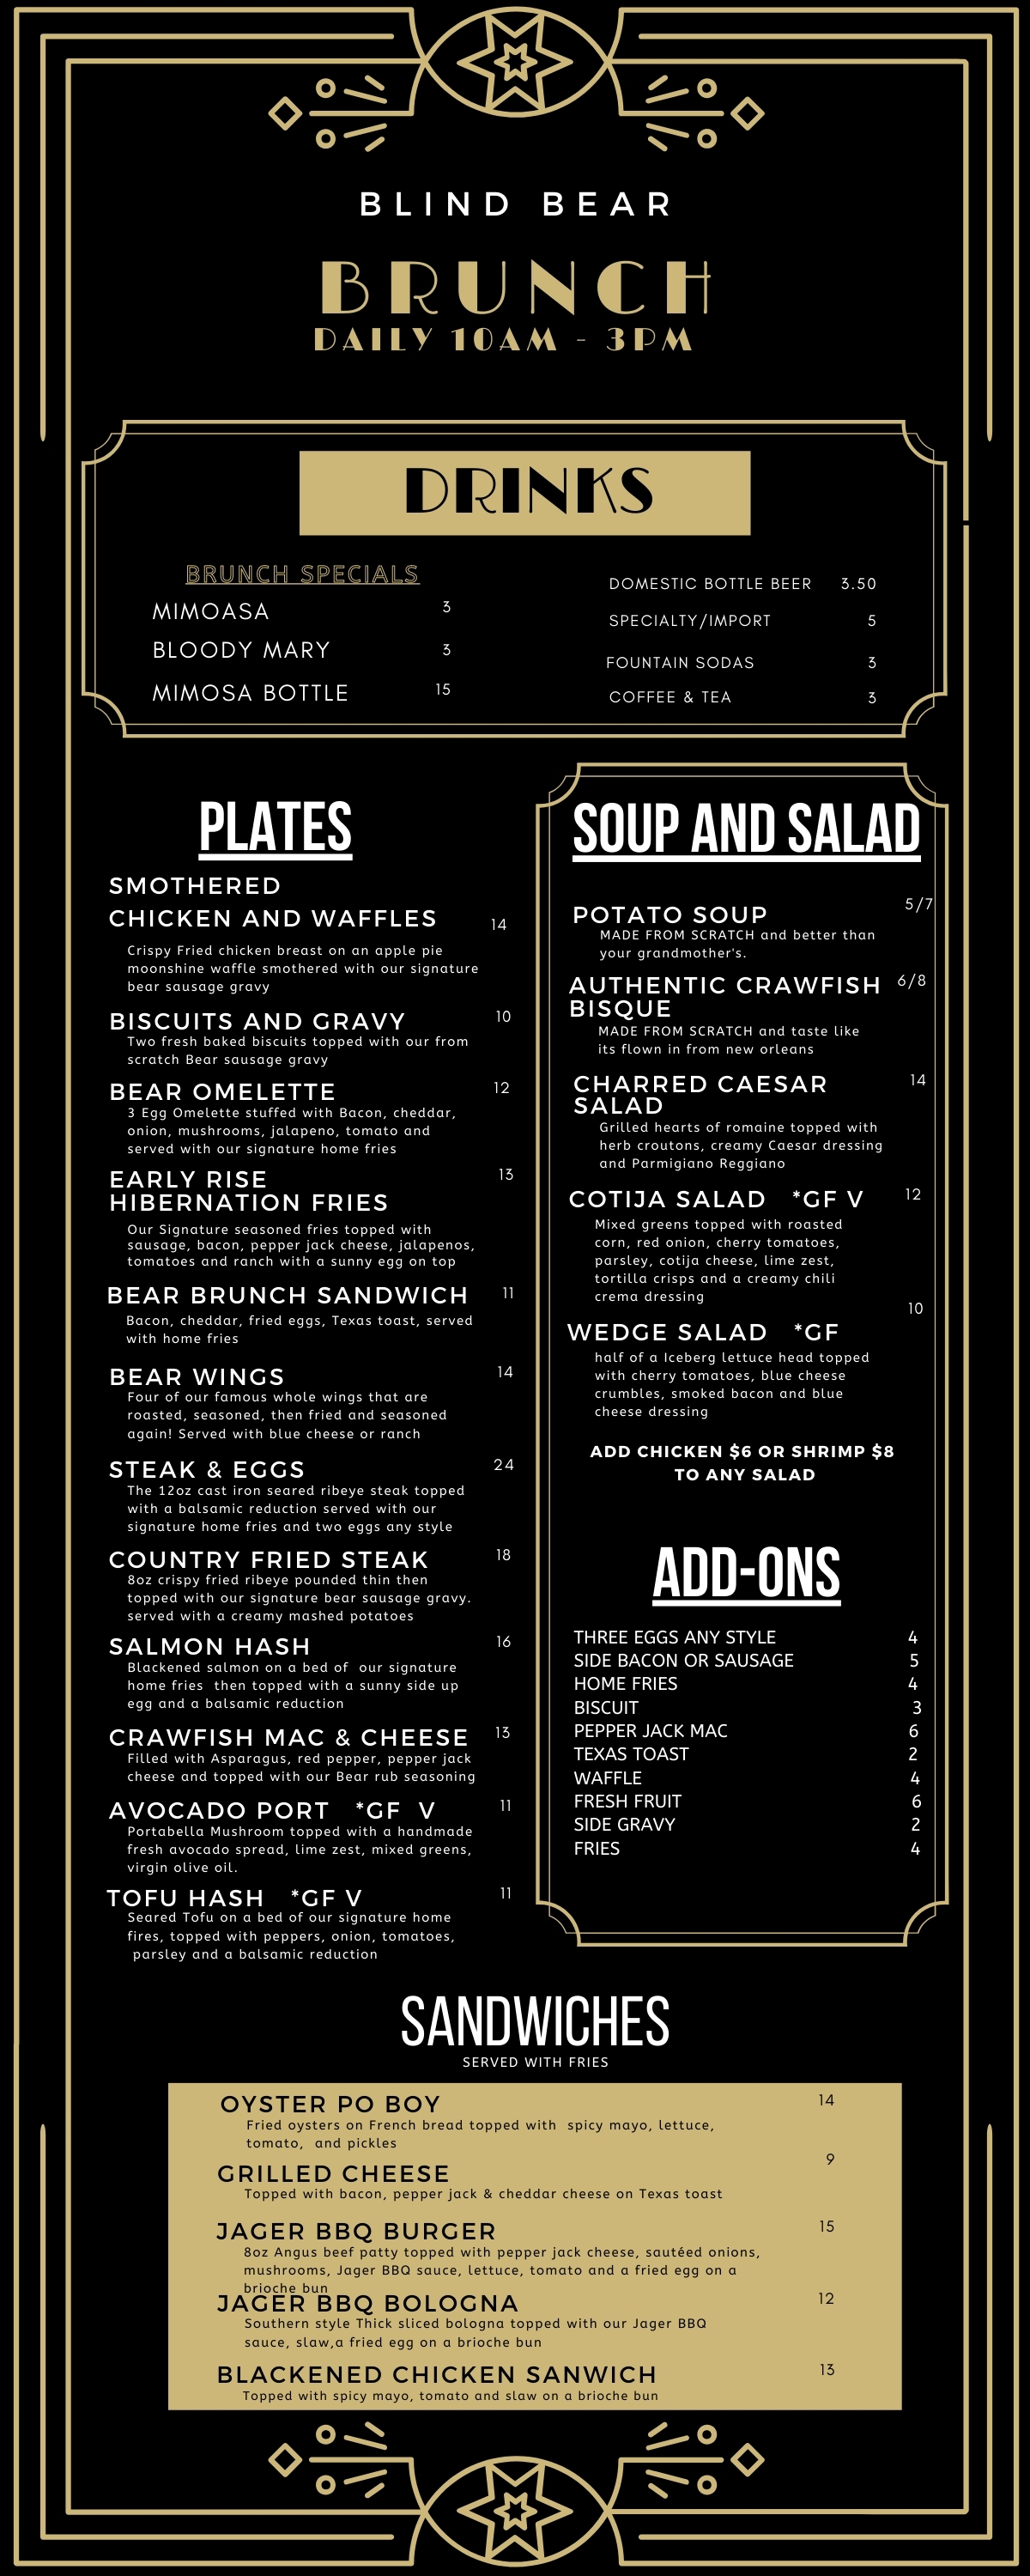 BLIND BEAR
BRUNCH
DAILY 10AM - 3PM
DRINKS
BRUNCH SPECIALS
MIMOASA 3
BLOODY MARY 3
MIMOSA BOTTLE 15
DOMESTIC BOTTLE BEER 3.50
SPECIALTY/IMPORT 5
FOUNTAIN SODAS 3
COFFEE & TEA 3
PLATES
SMOTHERED
CHICKEN AND WAFFLES 14
Crispy Fried chicken breast on an apple pie
moonshine waffle smothered with our signature
bear sausage gravy
BISCUITS AND GRAVY 10
Two fresh baked biscuits topped with our from
scratch Bear sausage gravy
BEAR OMELETTE 12
3 Egg Omelette stuffed with Bacon, cheddar,
onion, mushrooms, jalapeno, tomato and
served with our signature home fries
EARLY RISE 13
HIBERNATION FRIES
Our Signature seasoned fries topped with
sausage, bacon, pepper jack cheese, jalapenos,
tomatoes and ranch with a sunny egg on top
BEAR BRUNCH SANDWICH 11
Bacon, cheddar, fried eggs, Texas toast, served
with home fries
BEAR WINGS 14
Four of our famous whole wings that are
roasted, seasoned, then fried and seasoned
again! Served with blue cheese or ranch
STEAK & EGGS 24
The 12oz cast iron seared ribeye steak topped
with a balsamic reduction served with our
signature home fries and two eggs any style
COUNTRY FRIED STEAK 18
8oz crispy fried ribeye pounded thin then
topped with our signature bear sausage gravy.
served with a creamy mashed potatoes
SALMON HASH 16
Blackened salmon on a bed of our signature
home fries then topped with a sunny side up
egg and a balsamic reduction
CRAWFISH MAC & CHEESE 13
Filled with Asparagus, red pepper, pepper jack
cheese and topped with our Bear rub seasoning
AVOCADO PORT *GF V 11
Portabella Mushroom topped with a handmade
fresh avocado spread, lime zest, mixed greens,
virgin olive oil.
TOFU HASH *GF V 11
Seared Tofu on a bed of our signature home
fires, topped with peppers, onion, tomatoes,
parsley and a balsamic reduction
SOUP AND SALAD
POTATO SOUP 5/7
MADE FROM SCRATCH and better than
your grandmother's.
AUTHENTIC CRAWFISH 6/8
BISQUE
MADE FROM SCRATCH and taste like
its flown in from new orleans
CHARRED CAESAR 14
SALAD
Grilled hearts of romaine topped with
herb croutons, creamy Caesar dressing
and Parmigiano Reggiano
COTIJA SALAD *GF V 12
Mixed greens topped with roasted
corn, red onion, cherry tomatoes,
parsley, cotija cheese, lime zest,
tortilla crisps and a creamy chili
crema dressing
WEDGE SALAD *GF 10
half of a Iceberg lettuce head topped
with cherry tomatoes, blue cheese
crumbles, smoked bacon and blue
cheese dressing
ADD CHICKEN $6 OR SHRIMP $8
TO ANY SALAD
ADD-ONS
THREE EGGS ANY STYLE 4
SIDE BACON OR SAUSAGE 5
HOME FRIES 4
BISCUIT 3
PEPPER JACK MAC 6
TEXAS TOAST 2
WAFFLE 4
FRESH FRUIT 6
SIDE GRAVY 2
FRIES 4
SANDWICHES
SERVED WITH FRIES
OYSTER PO BOY 14
Fried oysters on French bread topped with spicy mayo, lettuce,
tomato, and pickles
GRILLED CHEESE 9
Topped with bacon, pepper jack & cheddar cheese on Texas toast
JAGER BBQ BURGER 15
8oz Angus beef patty topped with pepper jack cheese, sautéed onions,
mushrooms, Jager BBQ sauce, lettuce, tomato and a fried egg on a
brioche bun
JAGER BBQ BOLOGNA 12
Southern style Thick sliced bologna topped with our Jager BBQ
sauce, slaw,a fried egg on a brioche bun
BLACKENED CHICKEN SANWICH 13
Topped with spicy mayo, tomato and slaw on a brioche bun